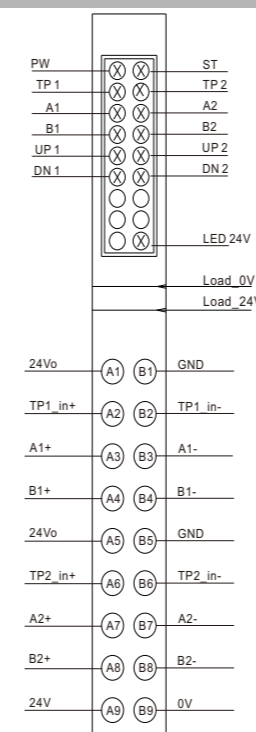 PW ST
TP 1 TP 2
A1 A2
B1 B2
UP 1 UP 2
DN 1 DN 2
LED 24V
Load_0V
Load_24V
24Vo A1 B1 GND
TP1_in+ A2 B2 TP1_in-
A1+ A3 B3 A1-
B1+ A4 B4 B1-
24Vo A5 B5 GND
TP2_in+ A6 B6 TP2_in-
A2+ A7 B7 A2-
B2+ A8 B8 B2-
24V A9 B9 0V